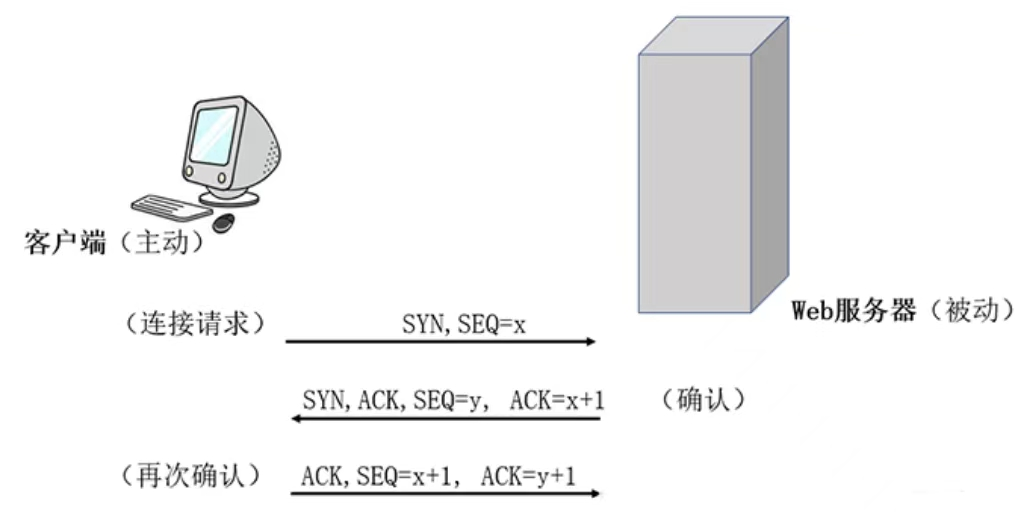 客户端（主动）
Web服务器（被动）
（连接请求）
SYN,SEQ=x
SYN,ACK,SEQ=y, ACK=x+1
（确认）
（再次确认）
ACK,SEQ=x+1, ACK=y+1